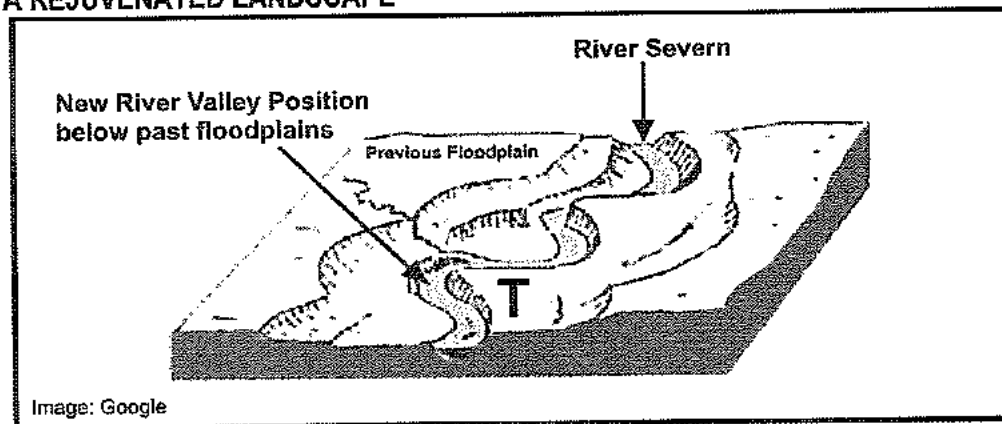 A REJUVENATED LANDSCAPE
River Severn
New River Valley Position
below past floodplains
Previous Floodplain
T
Image: Google